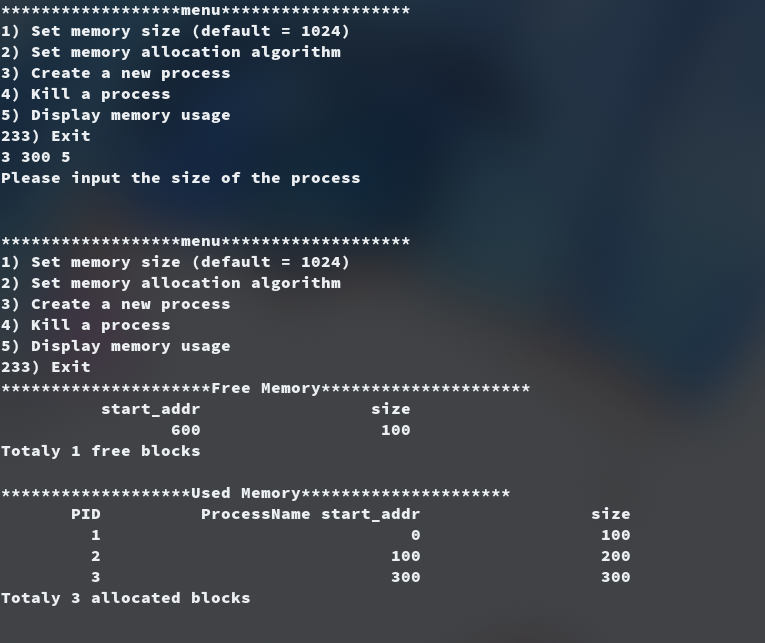 ******************menu*******************
1) Set memory size (default = 1024)
2) Set memory allocation algorithm
3) Create a new process
4) Kill a process
5) Display memory usage
233) Exit
3 300 5
Please input the size of the process
******************menu*******************
1) Set memory size (default = 1024)
2) Set memory allocation algorithm
3) Create a new process
4) Kill a process
5) Display memory usage
233) Exit
*********************Free Memory*********************
start_addr size
600 100
Totaly 1 free blocks
*******************Used Memory*********************
PID ProcessName start_addr size
1 0 100
2 100 200
3 300 300
Totaly 3 allocated blocks